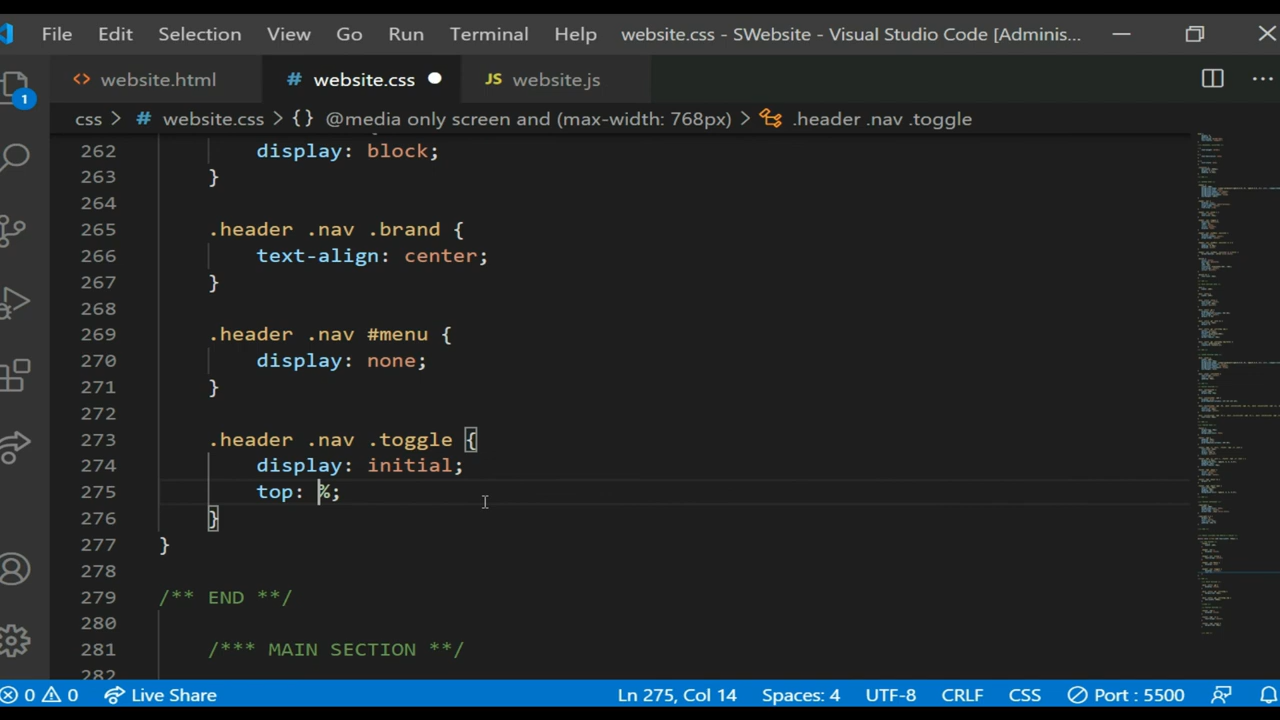 File Edit Selection View Go Run Terminal Help website.css - SWebsite - Visual Studio Code [Adminis...
<> website.html # website.css ● JS website.js ...
1
css > # website.css > {} @media only screen and (max-width: 768px) > .header .nav .toggle
262 display: block;
263 }
264
265 .header .nav .brand {
266 text-align: center;
267 }
268
269 .header .nav #menu {
270 display: none;
271 }
272
273 .header .nav .toggle {
274 display: initial;
275 top: %;
276 }
277 }
278
279 /** END **/
280
281 /*** MAIN SECTION **/
282
0 0 Live Share Ln 275, Col 14 Spaces: 4 UTF-8 CRLF CSS Port : 5500